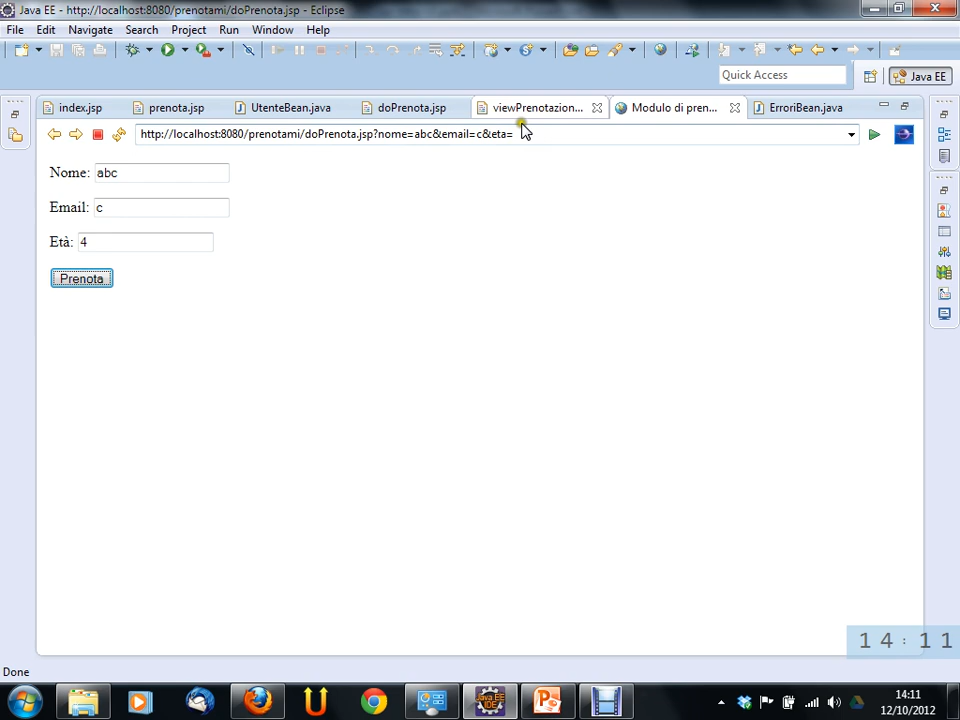 Java EE - http://localhost:8080/prenotami/doPrenota.jsp - Eclipse
File Edit Navigate Search Project Run Window Help
Quick Access
Java EE
index.jsp prenota.jsp UtenteBean.java doPrenota.jsp viewPrenotazion... Modulo di pren... ErroriBean.java
http://localhost:8080/prenotami/doPrenota.jsp?nome=abc&email=c&eta=
Nome: abc
Email: c
Età: 4
Prenota
14:11
Done
Java EE
IDE
14:11
12/10/2012